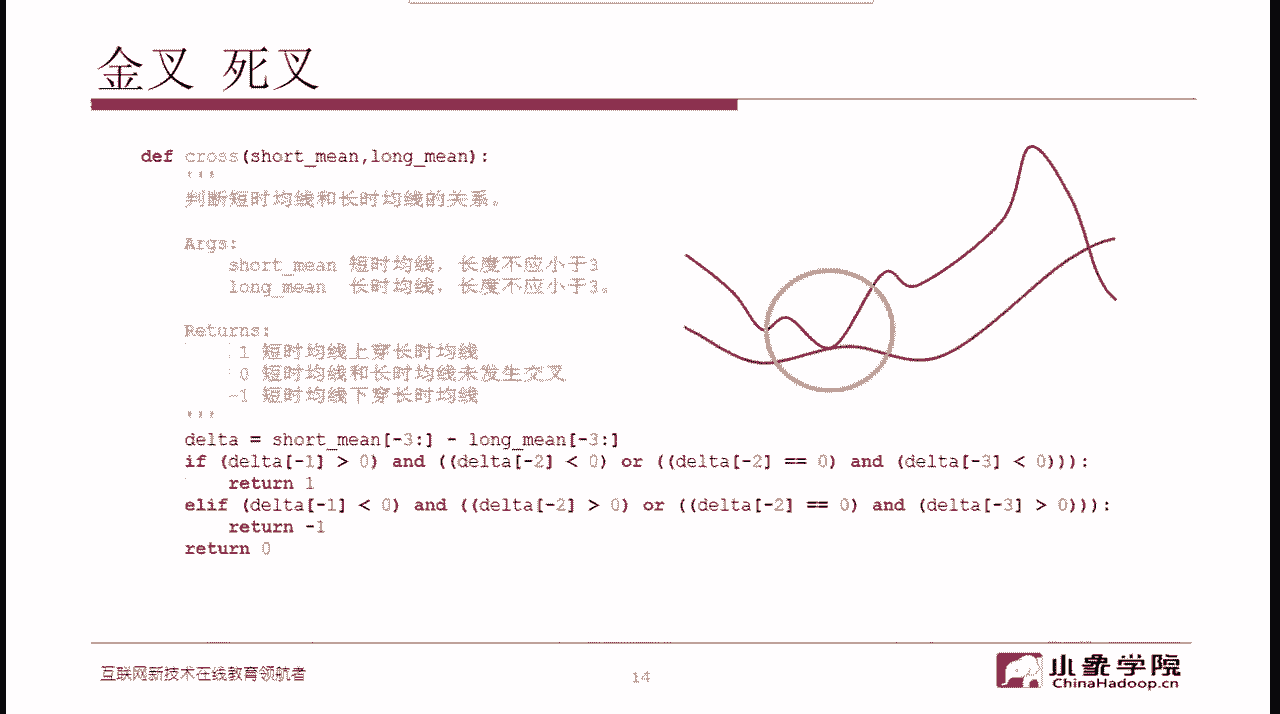 金叉 死叉
def cross(short_mean,long_mean):
'''
判断短时均线和长时均线的关系。
Args:
short_mean 短时均线，长度不应小于3
long_mean 长时均线，长度不应小于3。
Returns:
1 短时均线上穿长时均线
0 短时均线和长时均线未发生交叉
-1 短时均线下穿长时均线
'''
delta = short_mean[-3:] - long_mean[-3:]
if (delta[-1] > 0) and ((delta[-2] < 0) or ((delta[-2] == 0) and (delta[-3] < 0))):
return 1
elif (delta[-1] < 0) and ((delta[-2] > 0) or ((delta[-2] == 0) and (delta[-3] > 0))):
return -1
return 0
互联网新技术在线教育领航者
14
小象学院
ChinaHadoop.cn